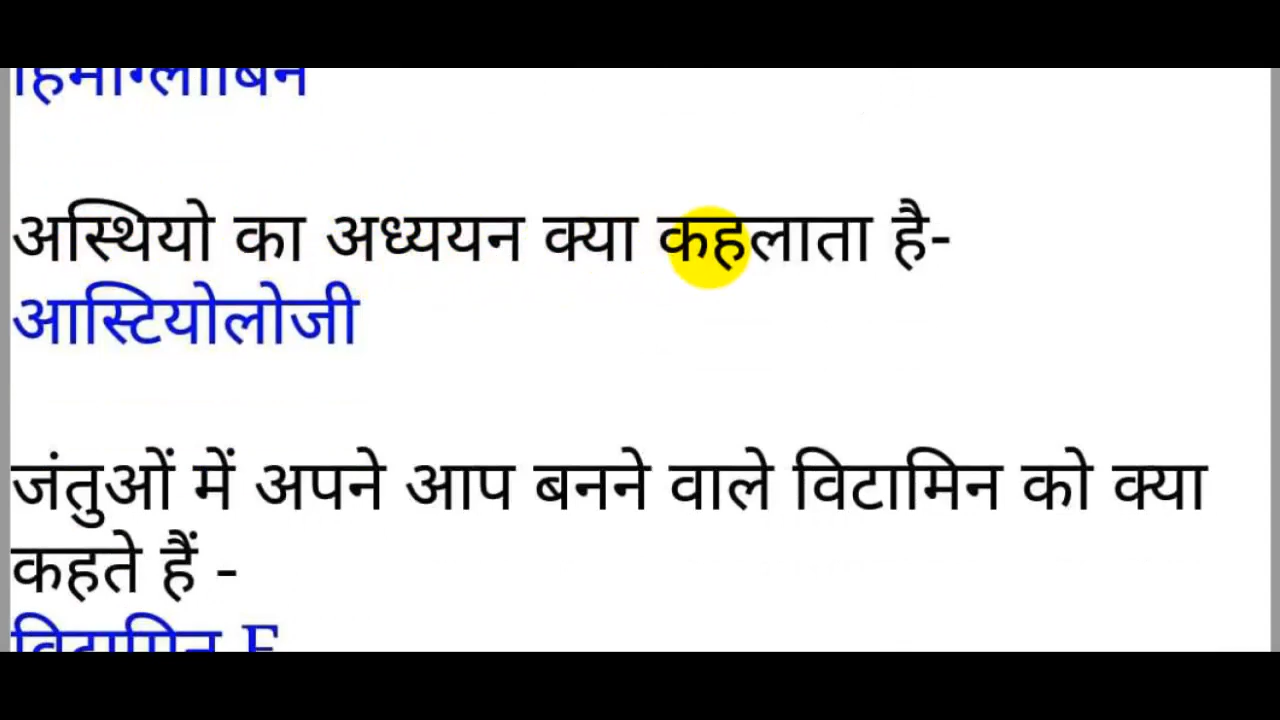 हिमोग्लोबिन
अस्थियो का अध्ययन क्या कहलाता है-
आस्टियोलोजी
जंतुओं में अपने आप बनने वाले विटामिन को क्या
कहते हैं -
विटामिन